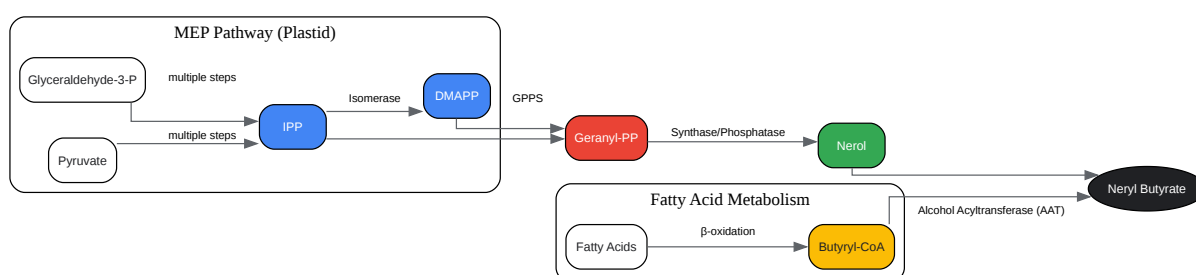 MEP Pathway (Plastid)
Glyceraldehyde-3-P
multiple steps
Isomerase
DMAPP
GPPS
IPP
multiple steps
Pyruvate
Geranyl-PP
Synthase/Phosphatase
Nerol
Neryl Butyrate
Fatty Acid Metabolism
Alcohol Acyltransferase (AAT)
Fatty Acids
β-oxidation
Butyryl-CoA